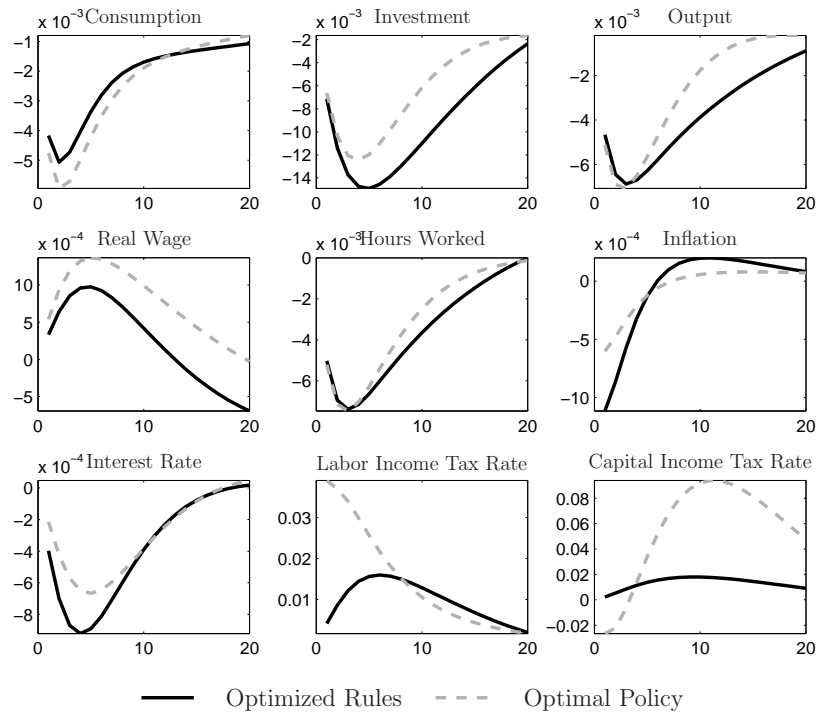 x 10⁻³ Consumption
−1
−2
−3
−4
−5
0 10 20
x 10⁻³ Investment
−2
−4
−6
−8
−10
−12
−14
0 10 20
x 10⁻³ Output
−2
−4
−6
0 10 20
x 10⁻⁴ Real Wage
10
5
0
−5
0 10 20
x 10⁻³ Hours Worked
0
−2
−4
−6
0 10 20
x 10⁻⁴ Inflation
0
−5
−10
0 10 20
x 10⁻⁴ Interest Rate
0
−2
−4
−6
−8
0 10 20
Labor Income Tax Rate
0.03
0.02
0.01
0 10 20
Capital Income Tax Rate
0.08
0.06
0.04
0.02
0
−0.02
0 10 20
Optimized Rules Optimal Policy